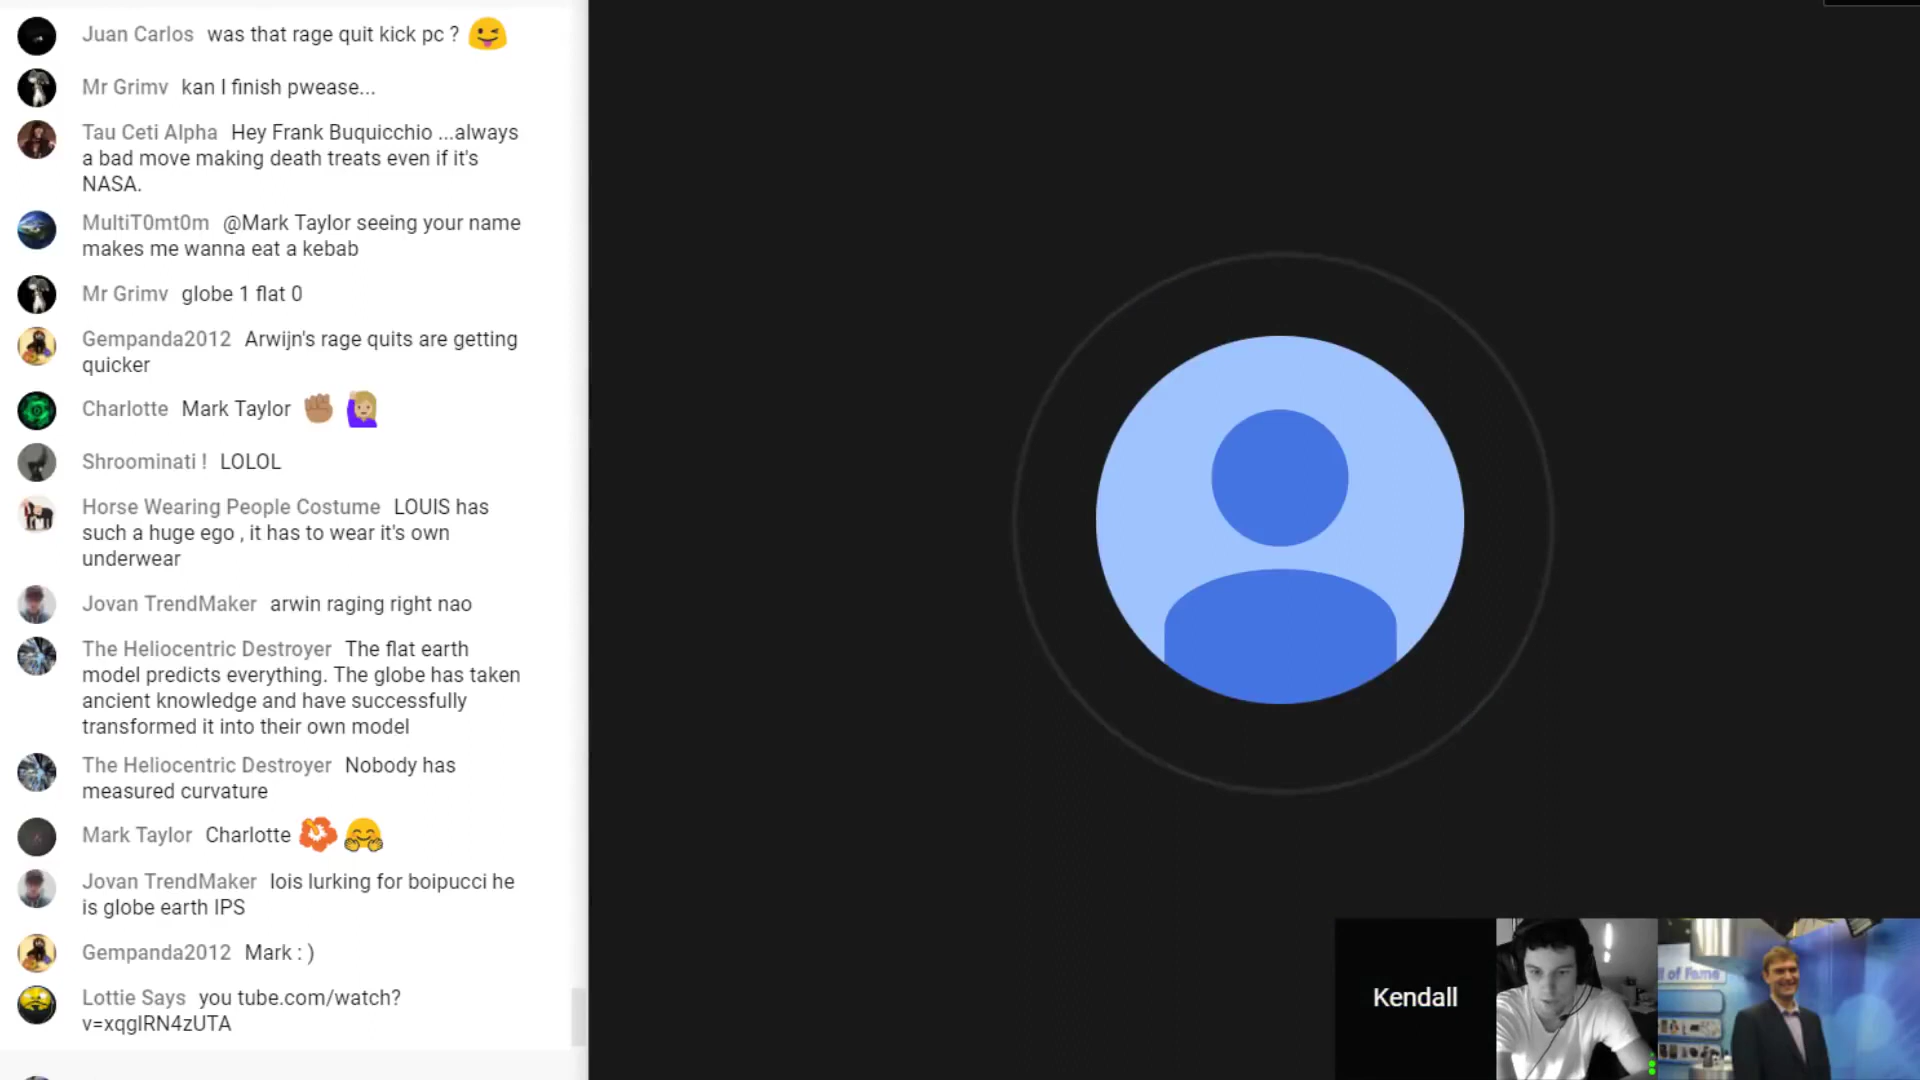 Juan Carlos was that rage quit kick pc ?
Mr Grimv kan I finish pwease...
Tau Ceti Alpha Hey Frank Buquicchio ...always
a bad move making death treats even if it's
NASA.
MultiT0mt0m @Mark Taylor seeing your name
makes me wanna eat a kebab
Mr Grimv globe 1 flat 0
Gempanda2012 Arwijn's rage quits are getting
quicker
Charlotte Mark Taylor
Shroominati ! LOLOL
Horse Wearing People Costume LOUIS has
such a huge ego , it has to wear it's own
underwear
Jovan TrendMaker arwin raging right nao
The Heliocentric Destroyer The flat earth
model predicts everything. The globe has taken
ancient knowledge and have successfully
transformed it into their own model
The Heliocentric Destroyer Nobody has
measured curvature
Mark Taylor Charlotte
Jovan TrendMaker lois lurking for boipucci he
is globe earth IPS
Gempanda2012 Mark : )
Lottie Says you tube.com/watch?
v=xqgIRN4zUTA
Kendall
of Fame